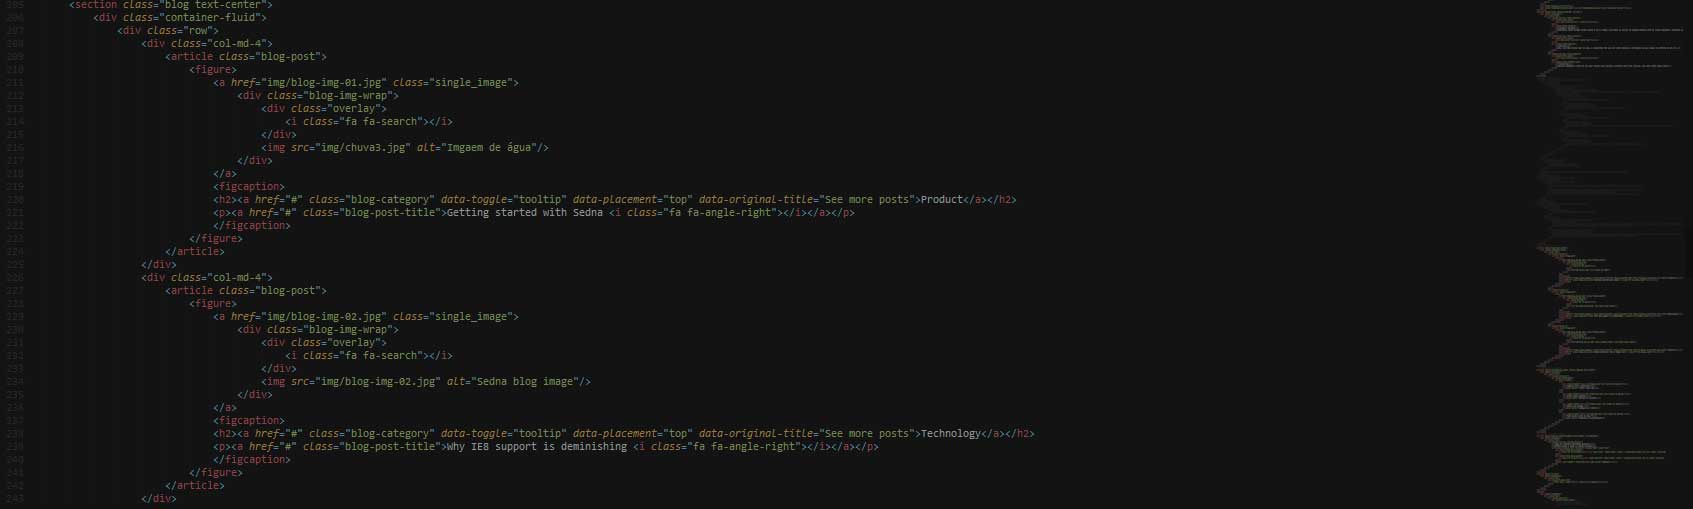 205 <section class="blog text-center">
206 <div class="container-fluid">
207 <div class="row">
208 <div class="col-md-4">
209 <article class="blog-post">
210 <figure>
211 <a href="img/blog-img-01.jpg" class="single_image">
212 <div class="blog-img-wrap">
213 <div class="overlay">
214 <i class="fa fa-search"></i>
215 </div>
216 <img src="img/chuva3.jpg" alt="Imgaem de água"/>
217 </div>
218 </a>
219 <figcaption>
220 <h2><a href="#" class="blog-category" data-toggle="tooltip" data-placement="top" data-original-title="See more posts">Product</a></h2>
221 <p><a href="#" class="blog-post-title">Getting started with Sedna <i class="fa fa-angle-right"></i></a></p>
222 </figcaption>
223 </figure>
224 </article>
225 </div>
226 <div class="col-md-4">
227 <article class="blog-post">
228 <figure>
229 <a href="img/blog-img-02.jpg" class="single_image">
230 <div class="blog-img-wrap">
231 <div class="overlay">
232 <i class="fa fa-search"></i>
233 </div>
234 <img src="img/blog-img-02.jpg" alt="Sedna blog image"/>
235 </div>
236 </a>
237 <figcaption>
238 <h2><a href="#" class="blog-category" data-toggle="tooltip" data-placement="top" data-original-title="See more posts">Technology</a></h2>
239 <p><a href="#" class="blog-post-title">Why IE8 support is deminishing <i class="fa fa-angle-right"></i></a></p>
240 </figcaption>
241 </figure>
242 </article>
243 </div>